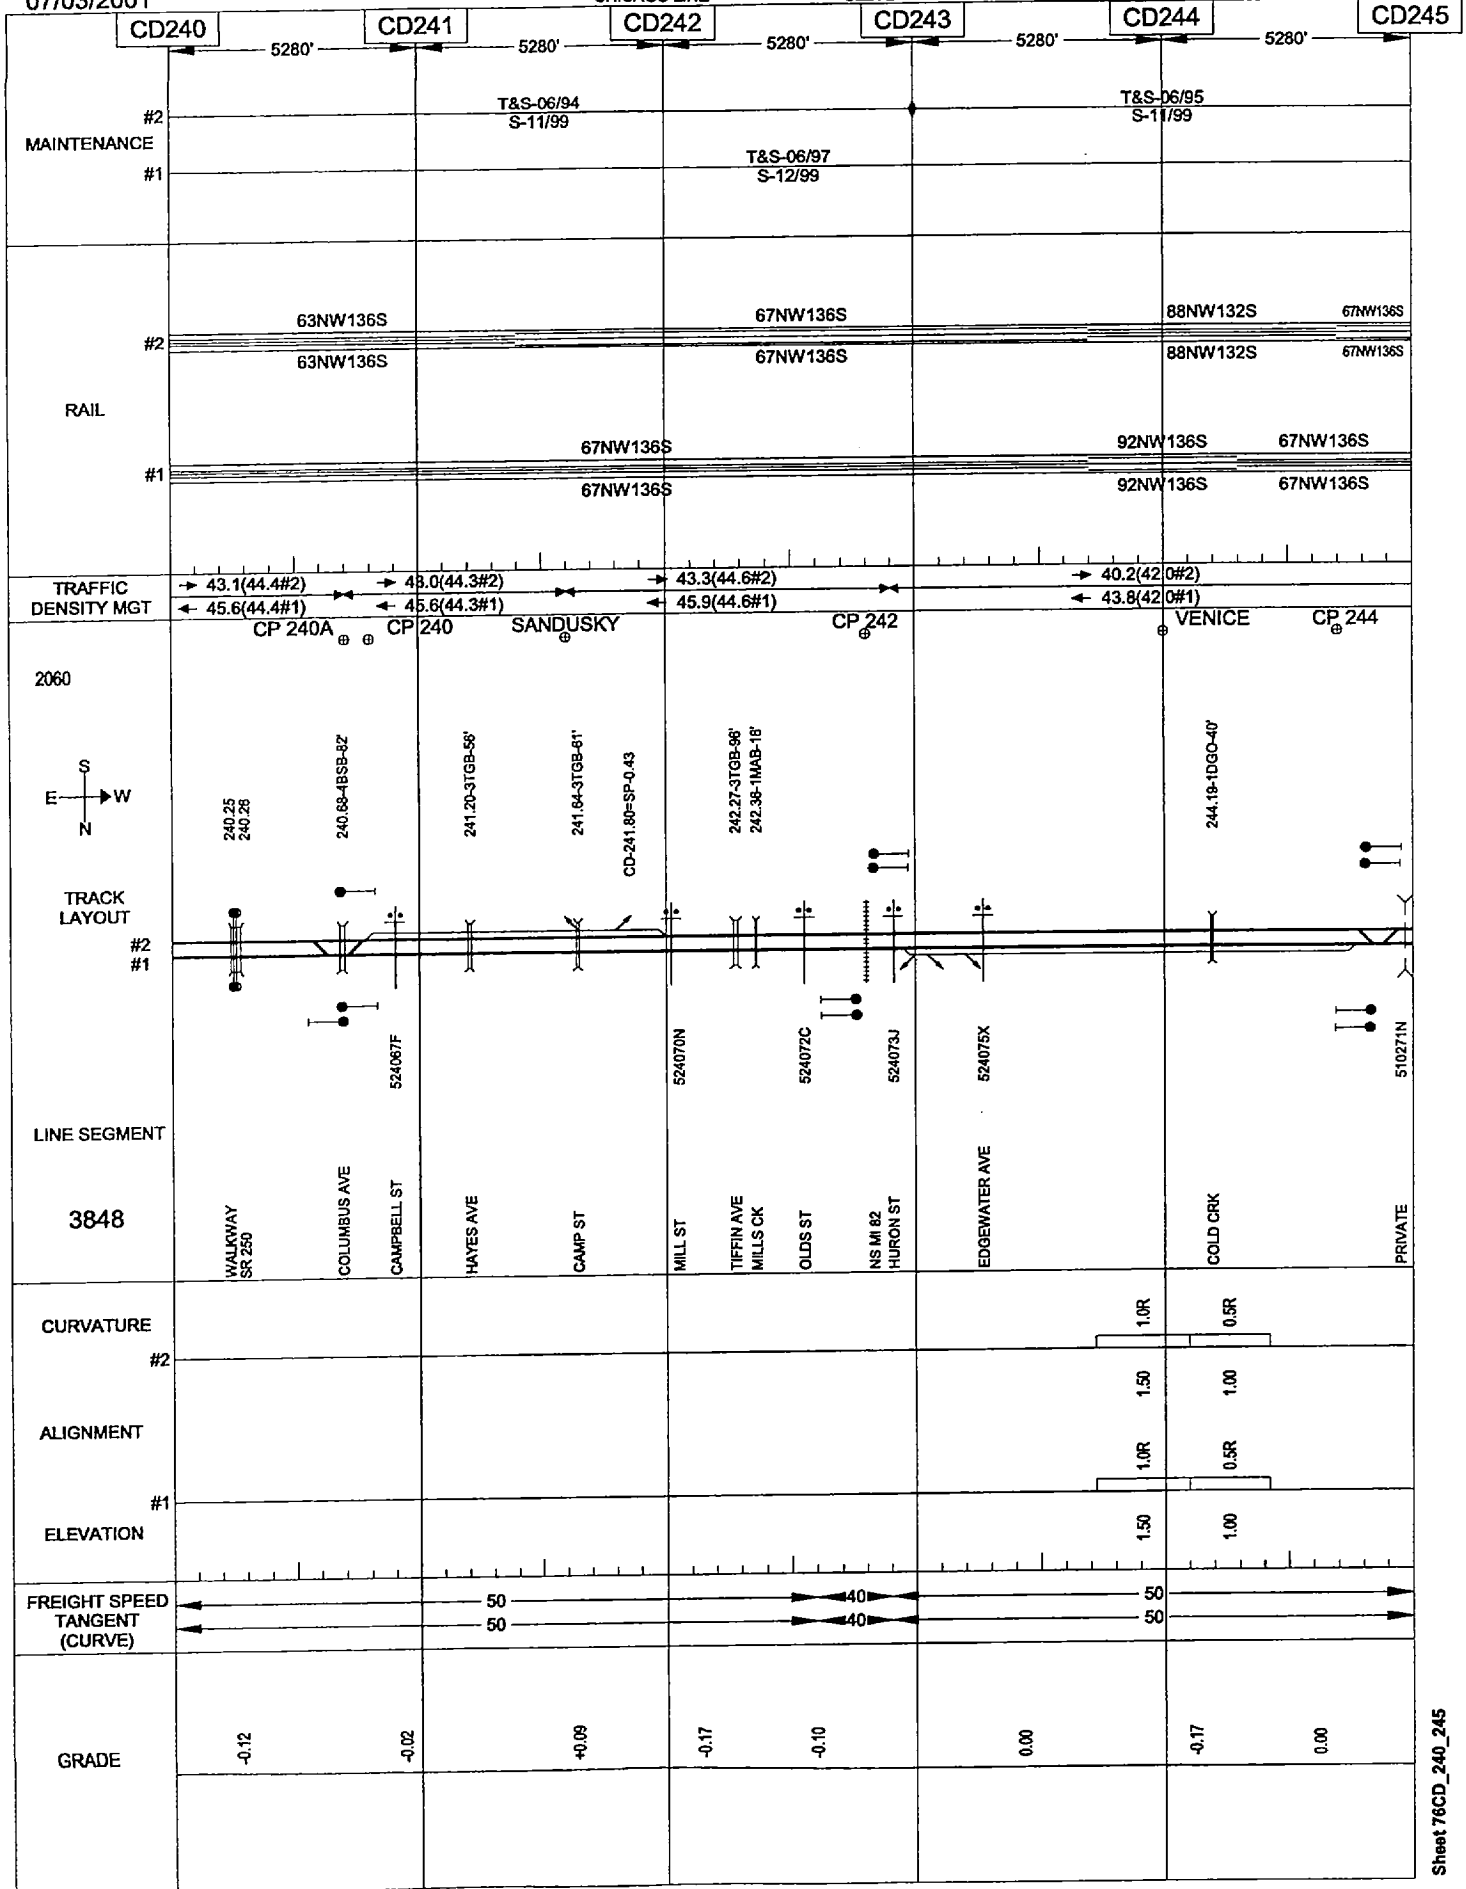 07/03/2001
CD240 CD241 CD242 CD243 CD244 CD245
5280' 5280' 5280' 5280' 5280'
MAINTENANCE
#2 T&S-06/94 T&S-06/95
S-11/99 S-11/99
#1 T&S-06/97
S-12/99
RAIL
63NW136S 67NW136S 88NW132S 67NW136S
#2
63NW136S 67NW136S 88NW132S 67NW136S
67NW136S 92NW136S 67NW136S
#1
67NW136S 92NW136S 67NW136S
TRAFFIC
DENSITY MGT
43.1(44.4#2) 43.0(44.3#2) 43.3(44.6#2) 40.2(42.0#2)
45.6(44.4#1) 45.6(44.3#1) 45.9(44.6#1) 43.8(42.0#1)
CP 240A CP 240 SANDUSKY CP 242 VENICE CP 244
2060
S
E W
N
240.25
240.26
240.68-4BSB-82'
241.20-3TGB-56'
241.64-3TGB-61'
CD-241.80=SP-0.43
242.27-3TGB-96'
242.36-1MAB-18'
244.19-1DGO-40'
TRACK
LAYOUT
#2
#1
524067F
524070N
524072C
524073J
524075X
510271N
LINE SEGMENT
3848
WALKWAY
SR 250
COLUMBUS AVE
CAMPBELL ST
HAYES AVE
CAMP ST
MILL ST
TIFFIN AVE
MILLS CK
OLDS ST
NS MI 82
HURON ST
EDGEWATER AVE
COLD CRK
PRIVATE
CURVATURE
1.0R 0.5R
#2
1.50 1.00
ALIGNMENT
1.0R 0.5R
#1
ELEVATION
1.50 1.00
FREIGHT SPEED
TANGENT
(CURVE)
50 40 50
50 40 50
GRADE
-0.12 -0.02 +0.09 -0.17 -0.10 0.00 -0.17 0.00
Sheet 76CD_240_245